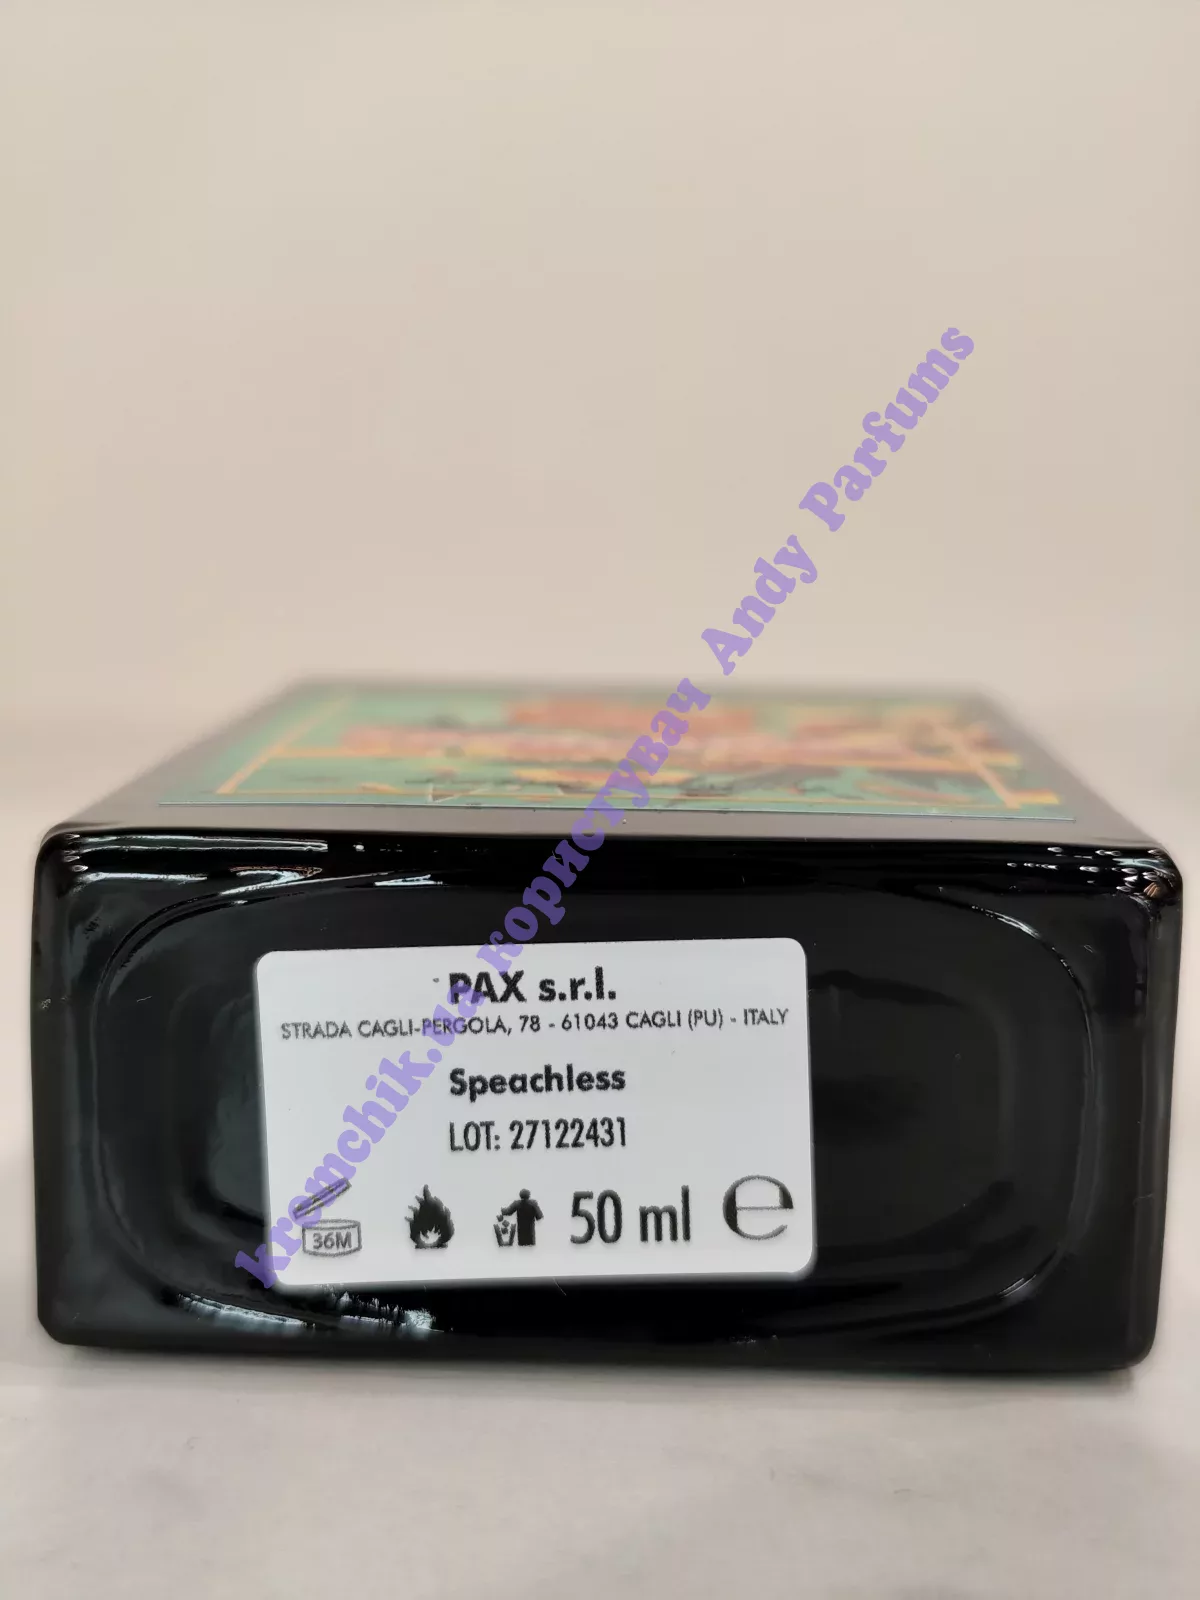 PAX s.r.l.
STRADA CAGLI-PERGOLA, 78 - 61043 CAGLI (PU) - ITALY
Speachless
LOT: 27122431
36M
50 ml ℮
kremchik.ua Користувач Andy Parfums